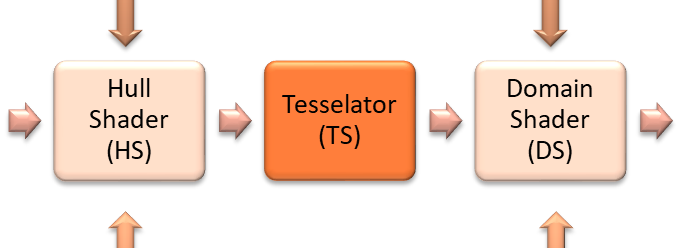 Hull
Shader
(HS)
Tesselator
(TS)
Domain
Shader
(DS)